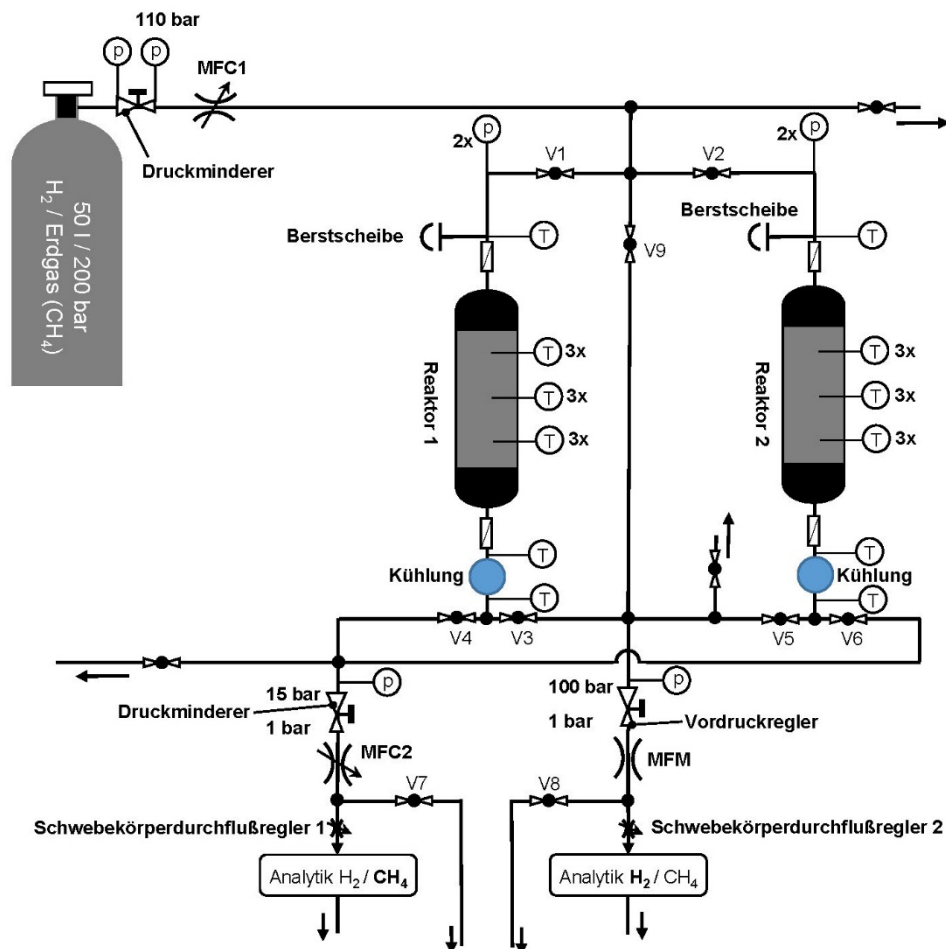 110 bar
p
p
MFC1
Druckminderer
50 l / 200 bar
H₂ / Erdgas (CH₄)
2x
p
V1
V2
2x
p
Berstscheibe
T
V9
Berstscheibe
T
Reaktor 1
T 3x
T 3x
T 3x
Reaktor 2
T 3x
T 3x
T 3x
T
Kühlung
T
T
Kühlung
T
V4
V3
V5
V6
p
15 bar
Druckminderer
1 bar
100 bar
p
1 bar
Vordruckregler
MFC2
MFM
V7
V8
Schwebekörperdurchflußregler 1
Schwebekörperdurchflußregler 2
Analytik H₂ / CH₄
Analytik H₂ / CH₄